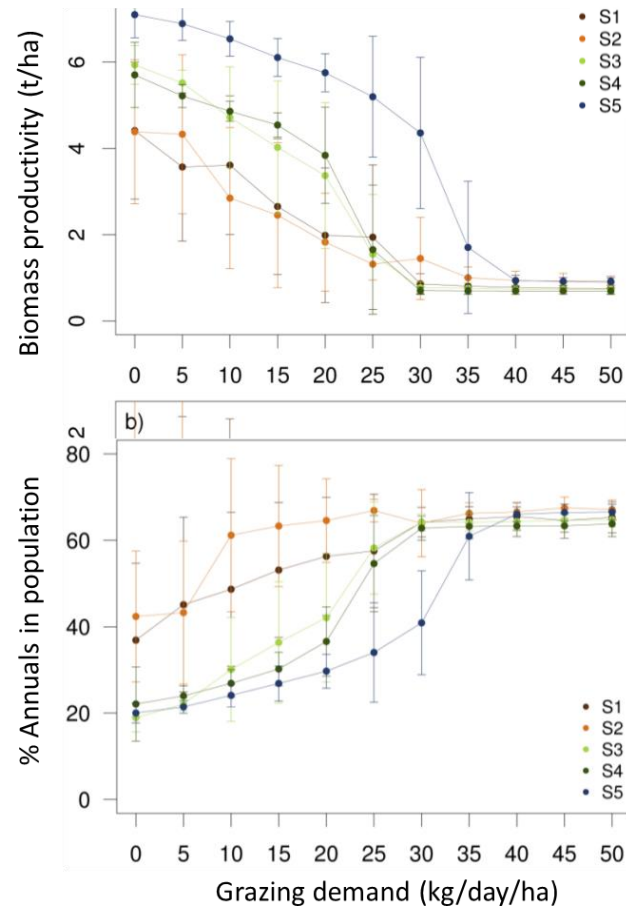 Biomass productivity (t/ha)
6
4
2
0
S1
S2
S3
S4
S5
0 5 10 15 20 25 30 35 40 45 50
2
b)
% Annuals in population
80
60
40
20
0
S1
S2
S3
S4
S5
0 5 10 15 20 25 30 35 40 45 50
Grazing demand (kg/day/ha)